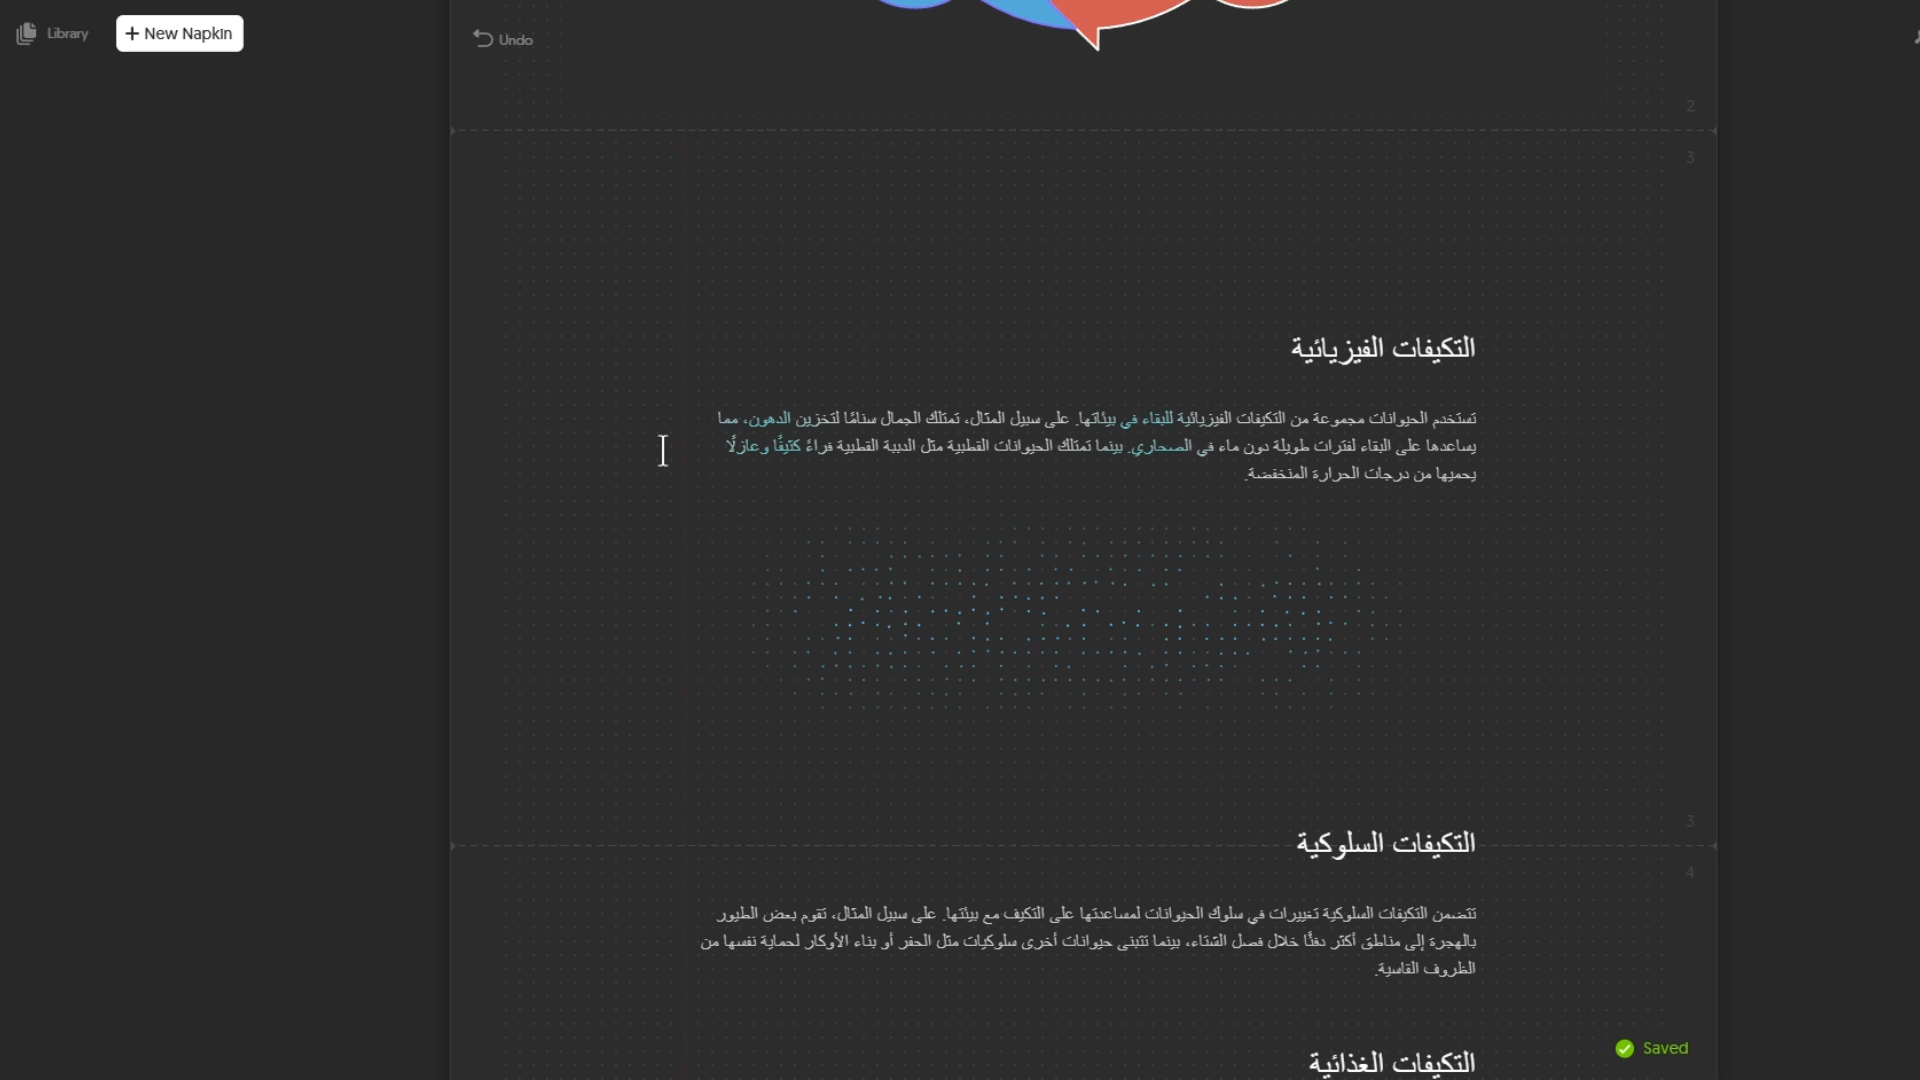 Library
+ New Napkin
Undo
2
3
التكيفات الفيزيائية
تستخدم الحيوانات مجموعة من التكيفات الفيزيائية للبقاء في بيئاتها. على سبيل المثال، تمتلك الجمال سنامًا لتخزين الدهون، مما
يساعدها على البقاء لفترات طويلة دون ماء في الصحاري. بينما تمتلك الحيوانات القطبية مثل الدببة القطبية فراءً كثيفًا وعازلًا
يحميها من درجات الحرارة المنخفضة.
3
التكيفات السلوكية
4
تتضمن التكيفات السلوكية تغييرات في سلوك الحيوانات لمساعدتها على التكيف مع بيئتها. على سبيل المثال، تقوم بعض الطيور
بالهجرة إلى مناطق أكثر دفئًا خلال فصل الشتاء، بينما تتبنى حيوانات أخرى سلوكيات مثل الحفر أو بناء الأوكار لحماية نفسها من
الظروف القاسية.
Saved
التكيفات الغذائية